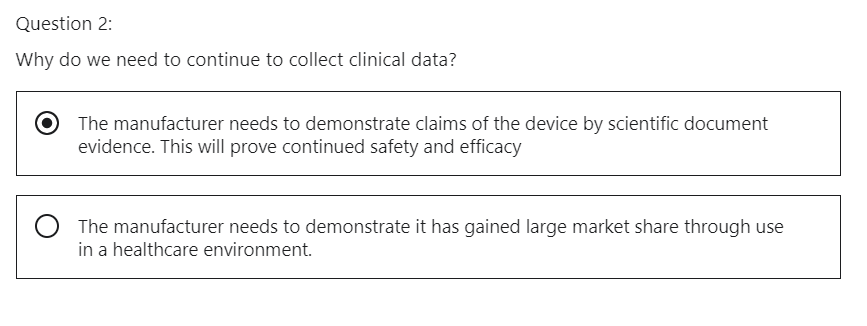 Question 2:
Why do we need to continue to collect clinical data?
The manufacturer needs to demonstrate claims of the device by scientific document
evidence. This will prove continued safety and efficacy
The manufacturer needs to demonstrate it has gained large market share through use
in a healthcare environment.